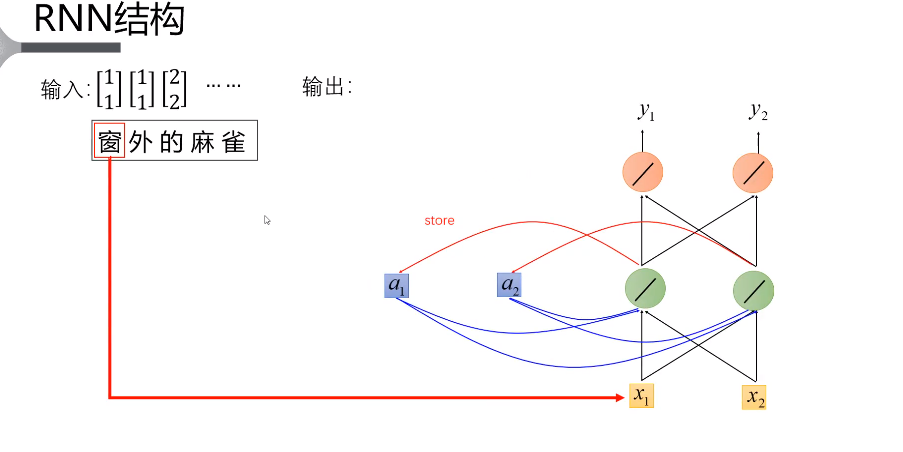 RNN结构
输入: [1 1] [1 1] [2 2] …… 输出:
窗外的麻雀
y₁ y₂
store
a₁ a₂
x₁ x₂